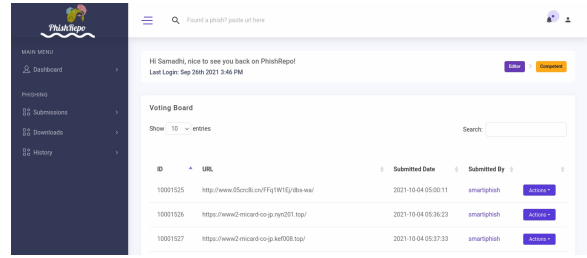 PhishRepo
Found a phish? paste url here
MAIN MENU
Dashboard
PHISHING
Submissions
Downloads
History
Hi Samadhi, nice to see you back on PhishRepo!
Last Login: Sep 26th 2021 3:46 PM
Editor
Competent
Voting Board
Show 10 entries
Search:
ID URL Submitted Date Submitted By
10001525 http://www.05crclli.cn/FFq1W1Ej/dbs-wa/ 2021-10-04 05:00:11 smartiphish Actions
10001526 https://www2-micard-co-jp.nyn201.top/ 2021-10-04 05:36:23 smartiphish Actions
10001527 https://www2-micard-co-jp.kef008.top/ 2021-10-04 05:37:33 smartiphish Actions